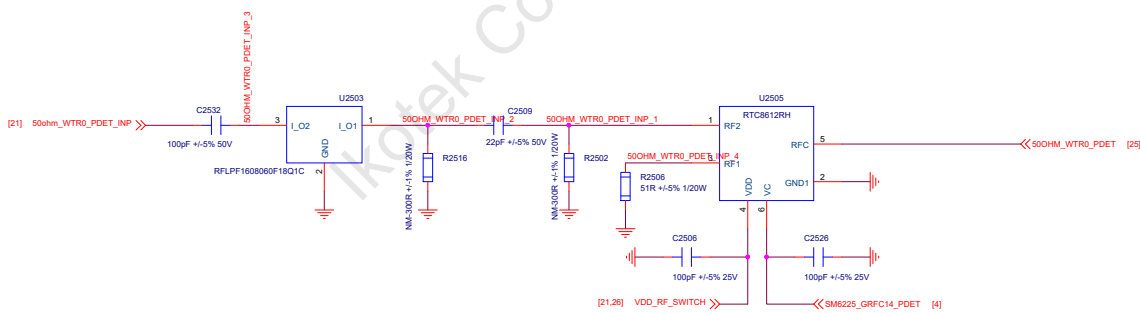 Ikotek Co
50OHM_WTR0_PDET_INP_3
[21] 50ohm_WTR0_PDET_INP
C2532
100pF +/-5% 50V
U2503
3 I_O2 I_O1 1
GND
2
RFLPF1608060F18Q1C
50OHM_WTR0_PDET_INP_2
R2516
NM-300R +/-1% 1/20W
C2509
22pF +/-5% 50V
50OHM_WTR0_PDET_INP_1
R2502
NM-300R +/-1% 1/20W
50OHM_WTR0_PDET_INP_4
R2506
51R +/-5% 1/20W
U2505
RTC8612RH
1 RF2
RFC 5
3 RF1
GND1 2
VDD VC
4 6
50OHM_WTR0_PDET [25]
C2506
100pF +/-5% 25V
C2526
100pF +/-5% 25V
[21,26] VDD_RF_SWITCH
SM6225_GRFC14_PDET [4]